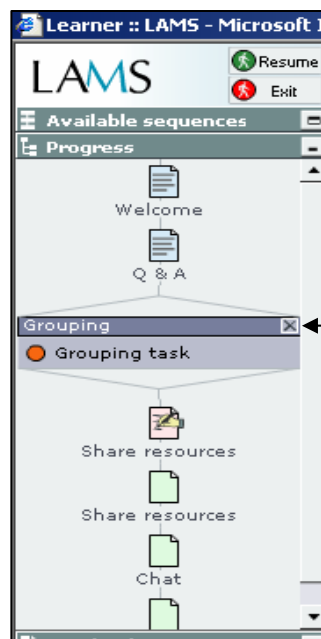 Learner :: LAMS - Microsoft
LAMS
Resume
Exit
Available sequences
Progress
Welcome
Q & A
Grouping
Grouping task
Share resources
Share resources
Chat